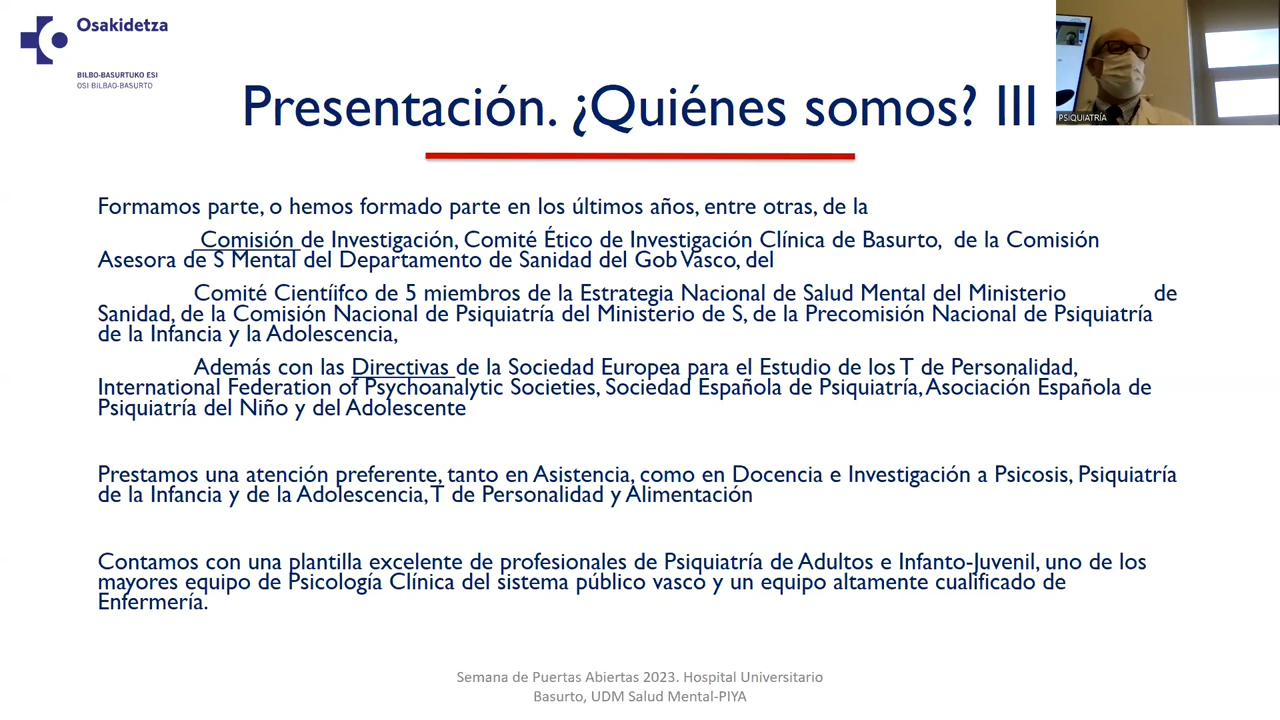 Osakidetza
BILBO-BASURTUKO ESI
OSI BILBAO-BASURTO
Presentación. ¿Quiénes somos? III
PSIQUIATRÍA
Formamos parte, o hemos formado parte en los últimos años, entre otras, de la
Comisión de Investigación, Comité Ético de Investigación Clínica de Basurto, de la Comisión
Asesora de S Mental del Departamento de Sanidad del Gob Vasco, del
Comité Cientíifco de 5 miembros de la Estrategia Nacional de Salud Mental del Ministerio de
Sanidad, de la Comisión Nacional de Psiquiatría del Ministerio de S, de la Precomisión Nacional de Psiquiatría
de la Infancia y la Adolescencia,
Además con las Directivas de la Sociedad Europea para el Estudio de los T de Personalidad,
International Federation of Psychoanalytic Societies, Sociedad Española de Psiquiatría, Asociación Española de
Psiquiatría del Niño y del Adolescente
Prestamos una atención preferente, tanto en Asistencia, como en Docencia e Investigación a Psicosis, Psiquiatría
de la Infancia y de la Adolescencia, T de Personalidad y Alimentación
Contamos con una plantilla excelente de profesionales de Psiquiatría de Adultos e Infanto-Juvenil, uno de los
mayores equipo de Psicología Clínica del sistema público vasco y un equipo altamente cualificado de
Enfermería.
Semana de Puertas Abiertas 2023. Hospital Universitario
Basurto, UDM Salud Mental-PIYA